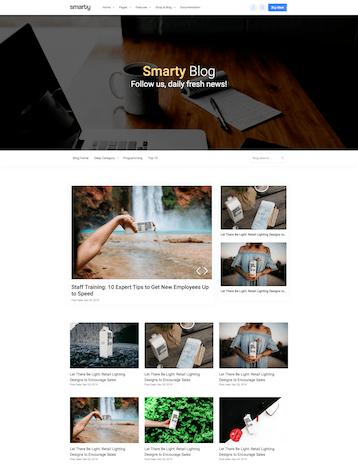 smarty
Home Pages Features Shop & Blog Documentation
Buy Now
Smarty Blog
Follow us, daily fresh news!
Blog Home Deep Category Programming Top 10
Blog search...
Let There Be Light: Retail Lighting Designs to..
Let There Be Light: Retail Lighting Designs to..
Staff Training: 10 Expert Tips to Get New Employees Up
to Speed
Let There Be Light: Retail Lighting
Designs to Encourage Sales
Let There Be Light: Retail Lighting
Designs to Encourage Sales
Let There Be Light: Retail Lighting
Designs to Encourage Sales
Let There Be Light: Retail Lighting
Designs to Encourage Sales
Let There Be Light: Retail Lighting
Designs to Encourage Sales
Let There Be Light: Retail Lighting
Designs to Encourage Sales